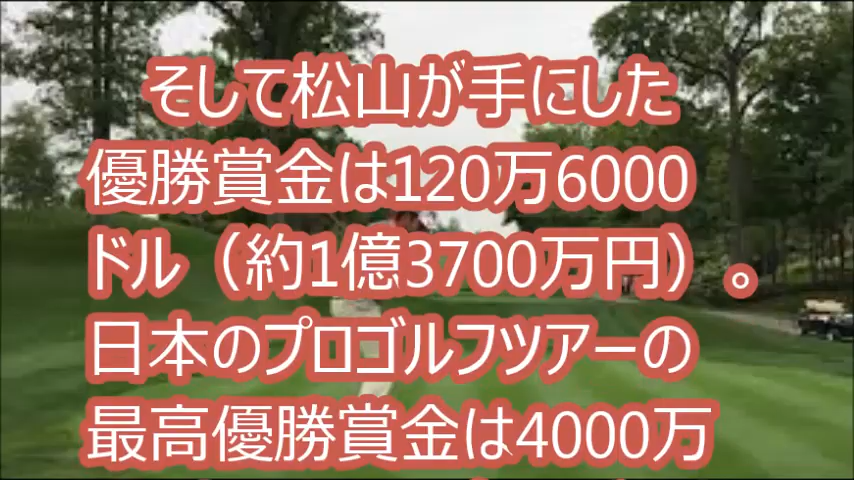 そして松山が手にした
優勝賞金は120万6000
ドル（約1億3700万円）。
日本のプロゴルフツアーの
最高優勝賞金は4000万